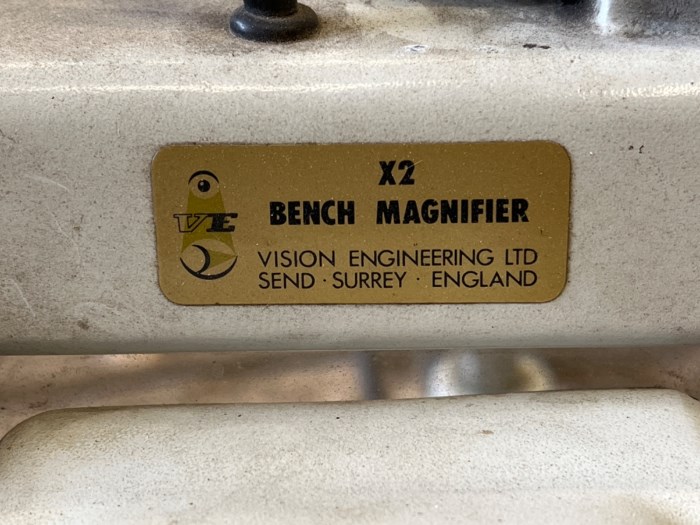 X2
BENCH MAGNIFIER
VE
VISION ENGINEERING LTD
SEND · SURREY · ENGLAND